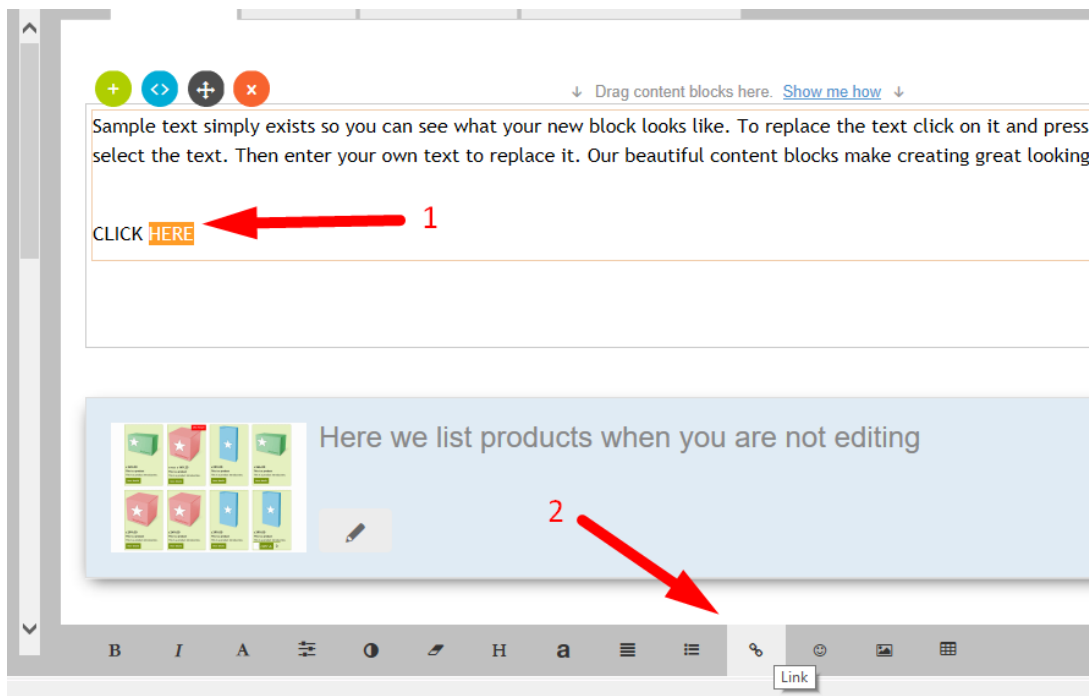 + <> x
↓ Drag content blocks here. Show me how ↓
Sample text simply exists so you can see what your new block looks like. To replace the text click on it and press
select the text. Then enter your own text to replace it. Our beautiful content blocks make creating great looking
1
CLICK HERE
Here we list products when you are not editing
2
B I A H a
Link